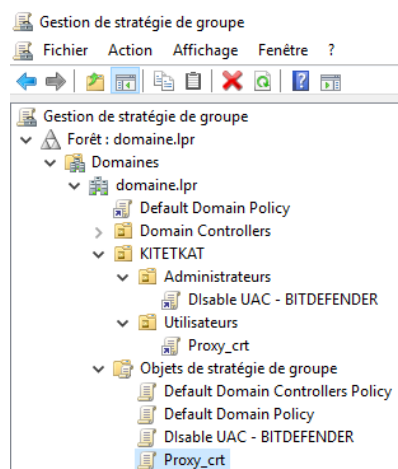 Gestion de stratégie de groupe
Fichier Action Affichage Fenêtre ?
Gestion de stratégie de groupe
Forêt : domaine.lpr
Domaines
domaine.lpr
Default Domain Policy
Domain Controllers
KITETKAT
Administrateurs
DIsable UAC - BITDEFENDER
Utilisateurs
Proxy_crt
Objets de stratégie de groupe
Default Domain Controllers Policy
Default Domain Policy
DIsable UAC - BITDEFENDER
Proxy_crt